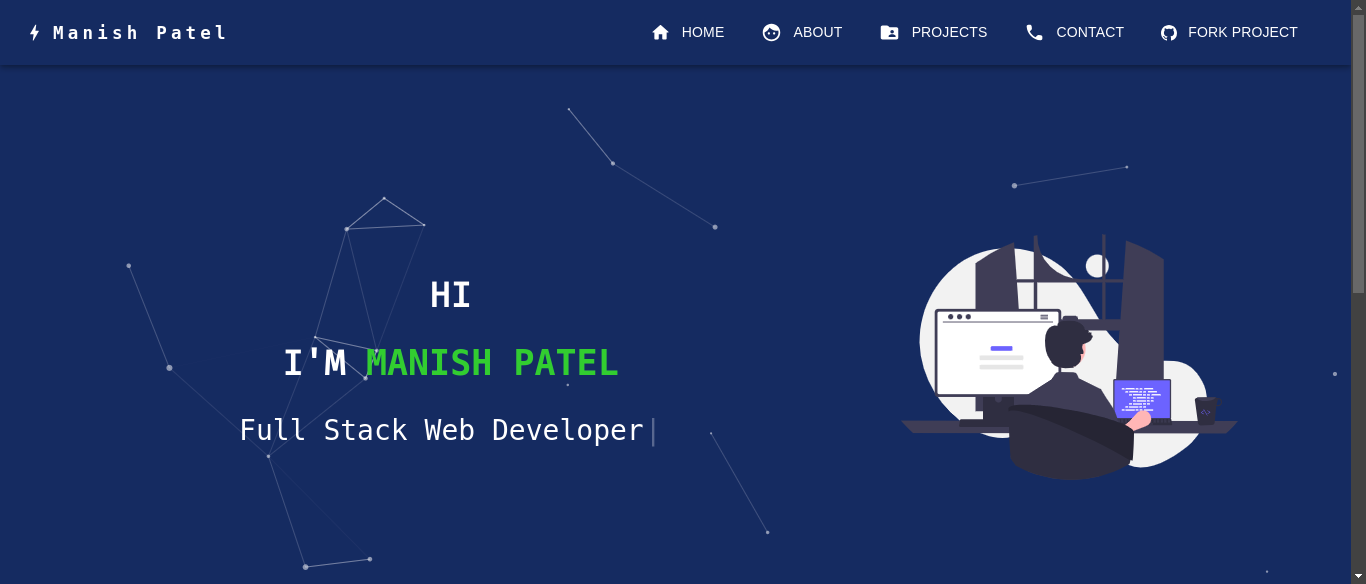 Manish Patel
HOME
ABOUT
PROJECTS
CONTACT
FORK PROJECT
HI
I'M MANISH PATEL
Full Stack Web Developer|